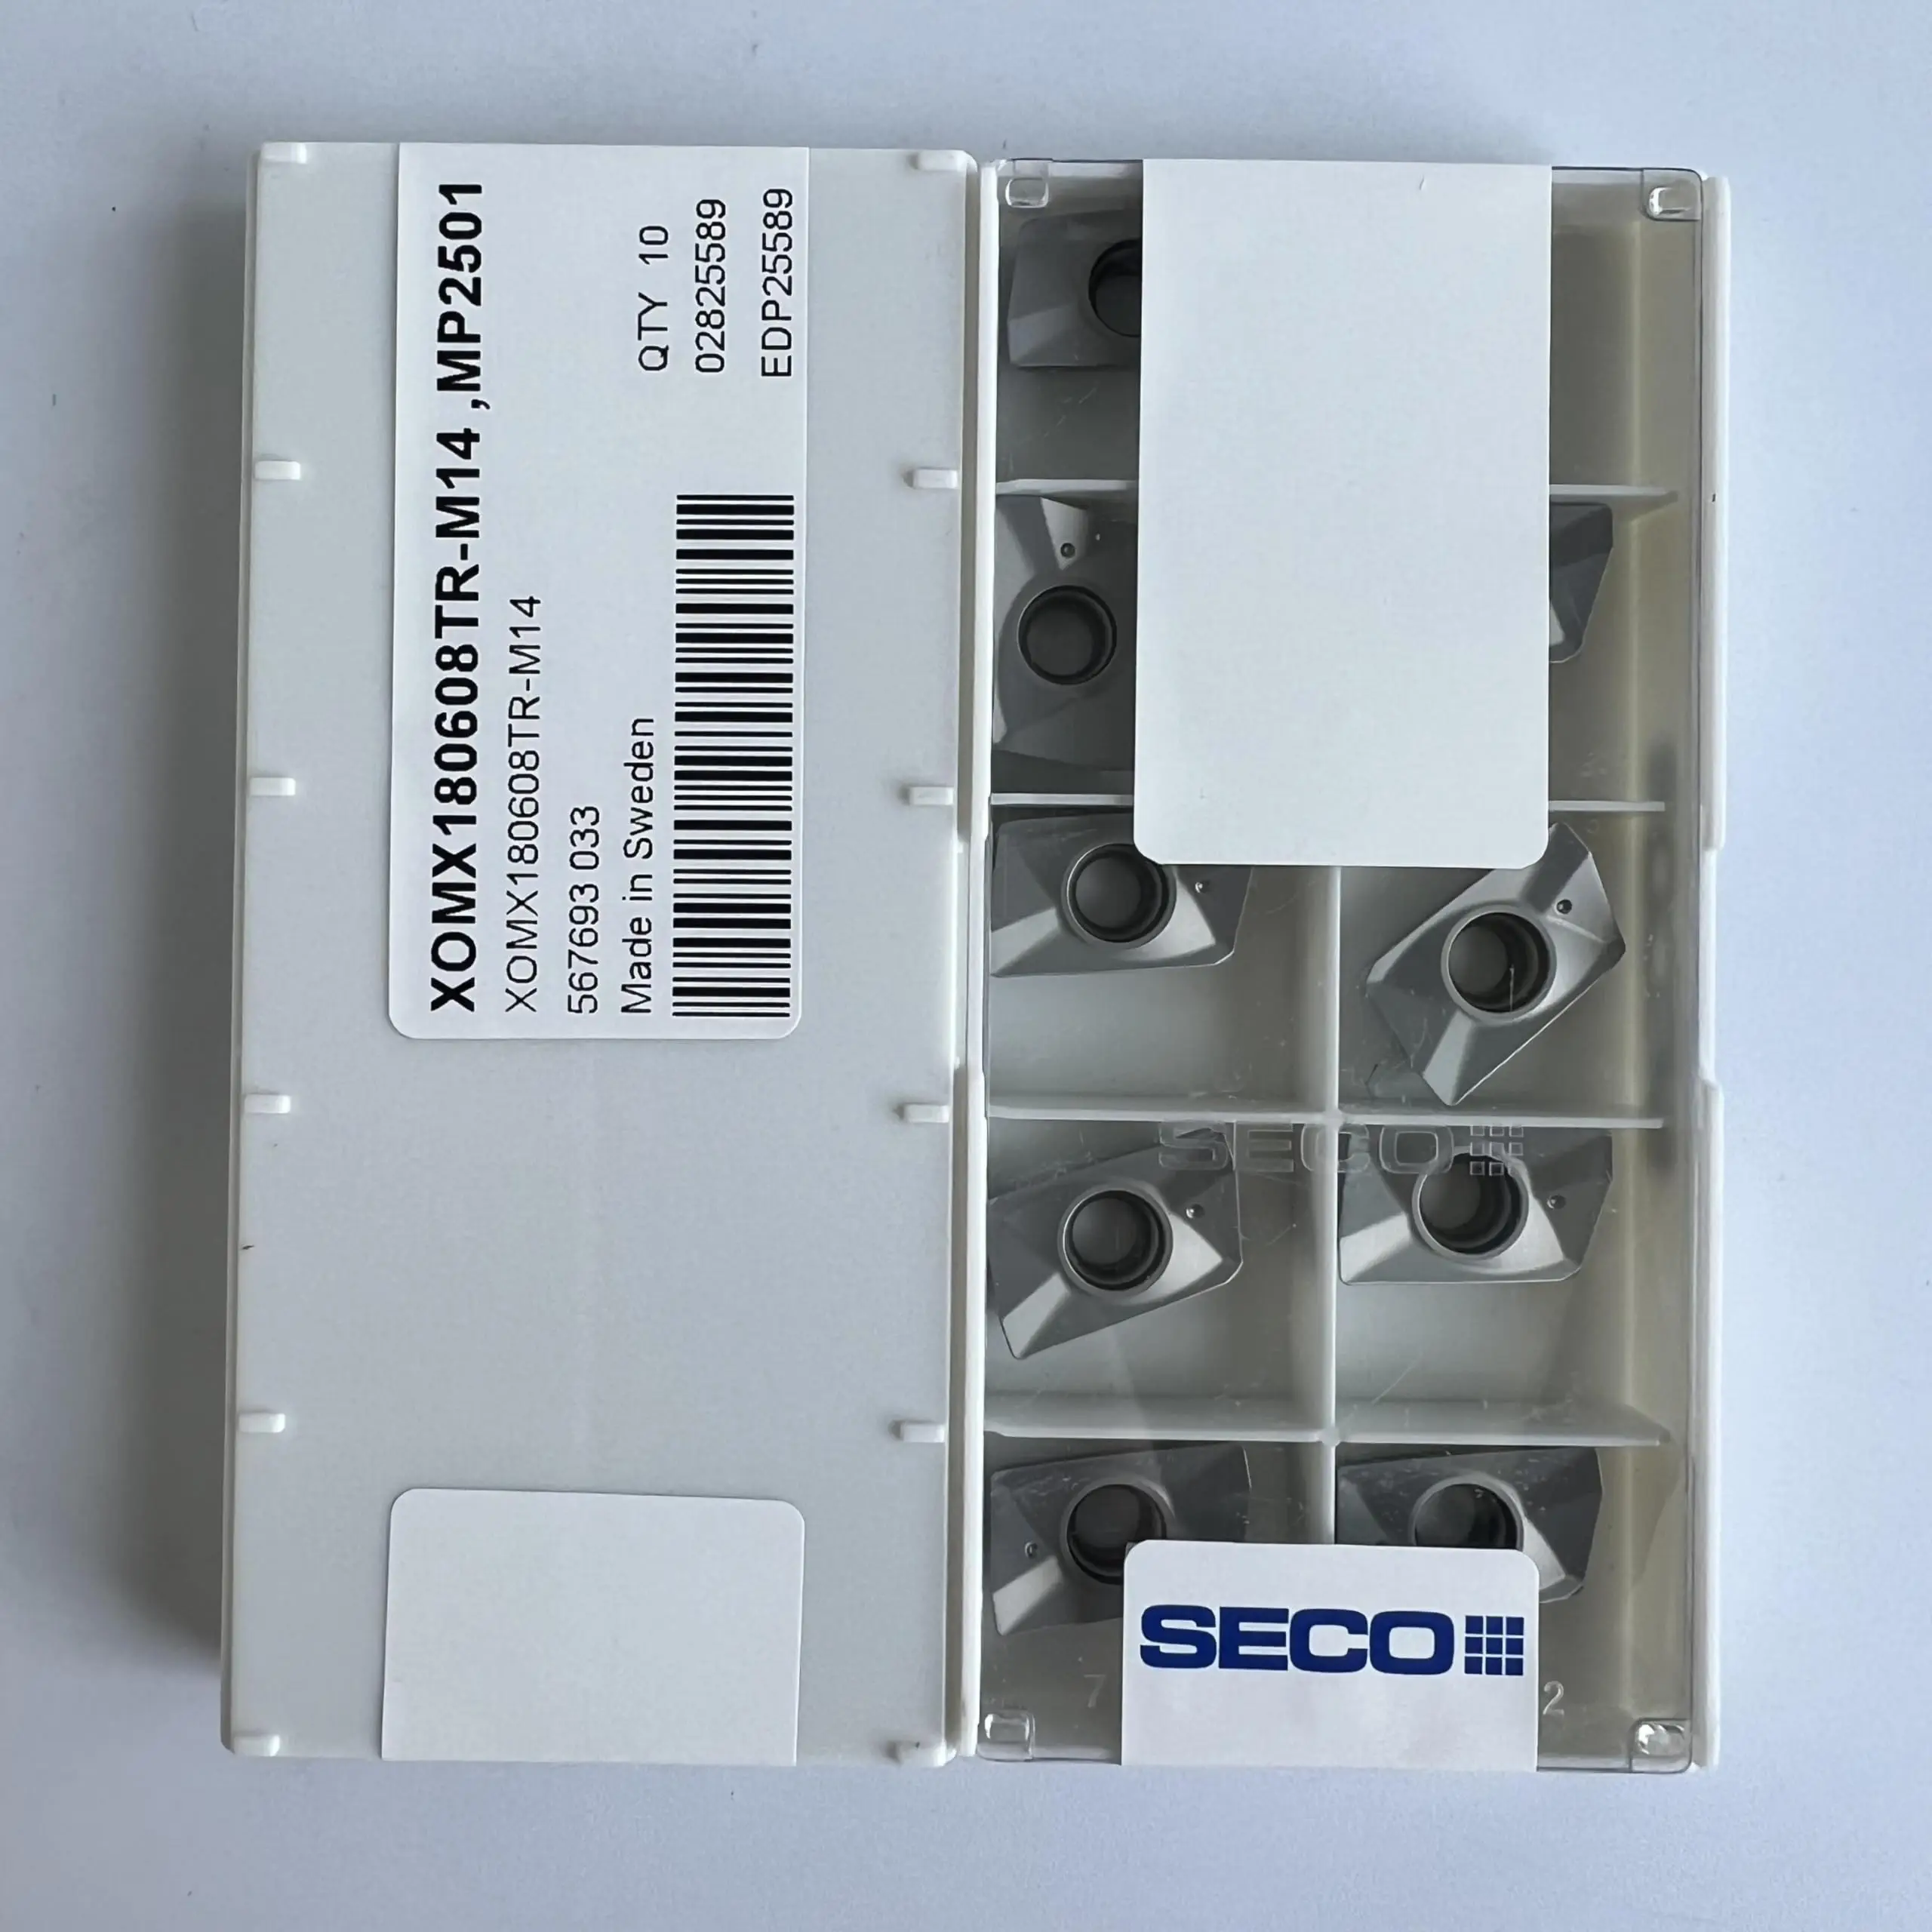 XOMX180608TR-M14 ,MP2501
XOMX180608TR-M14
567693 033
Made in Sweden
QTY 10
02825589
EDP25589
SECO
SECO
7
2